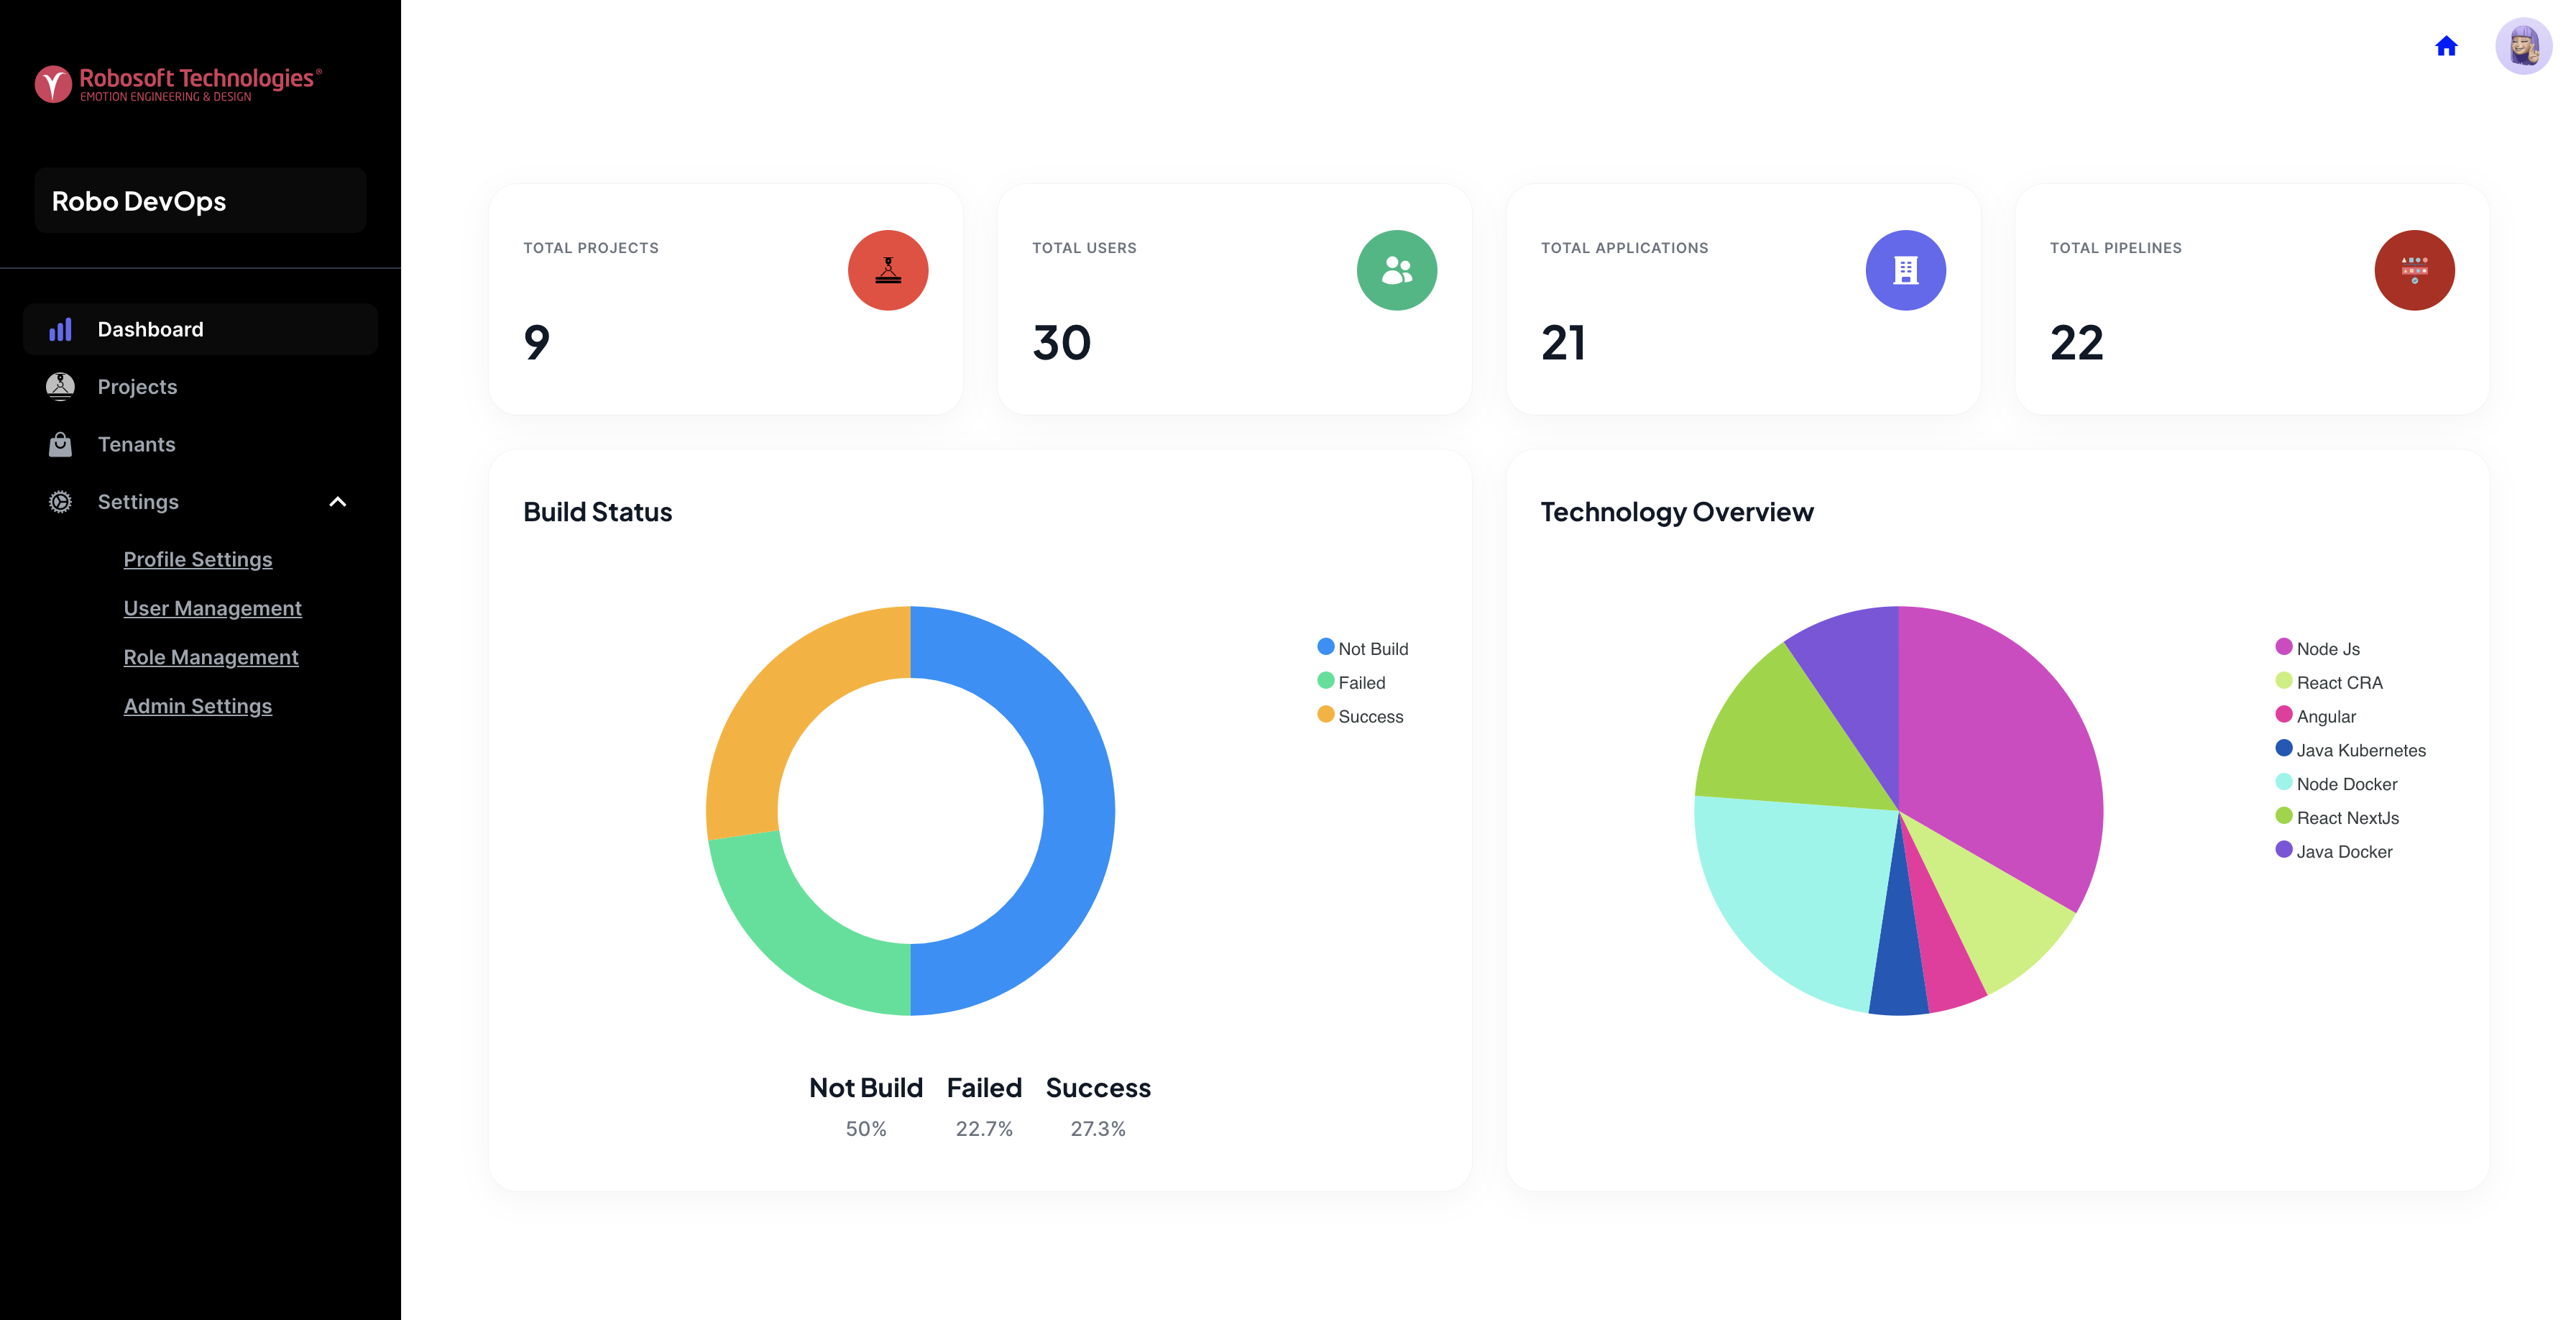 Robosoft Technologies®
EMOTION ENGINEERING & DESIGN
Robo DevOps
Dashboard
Projects
Tenants
Settings
Profile Settings
User Management
Role Management
Admin Settings
TOTAL PROJECTS
9
TOTAL USERS
30
TOTAL APPLICATIONS
21
TOTAL PIPELINES
22
Build Status
Not Build
Failed
Success
Not Build Failed Success
50% 22.7% 27.3%
Technology Overview
Node Js
React CRA
Angular
Java Kubernetes
Node Docker
React NextJs
Java Docker